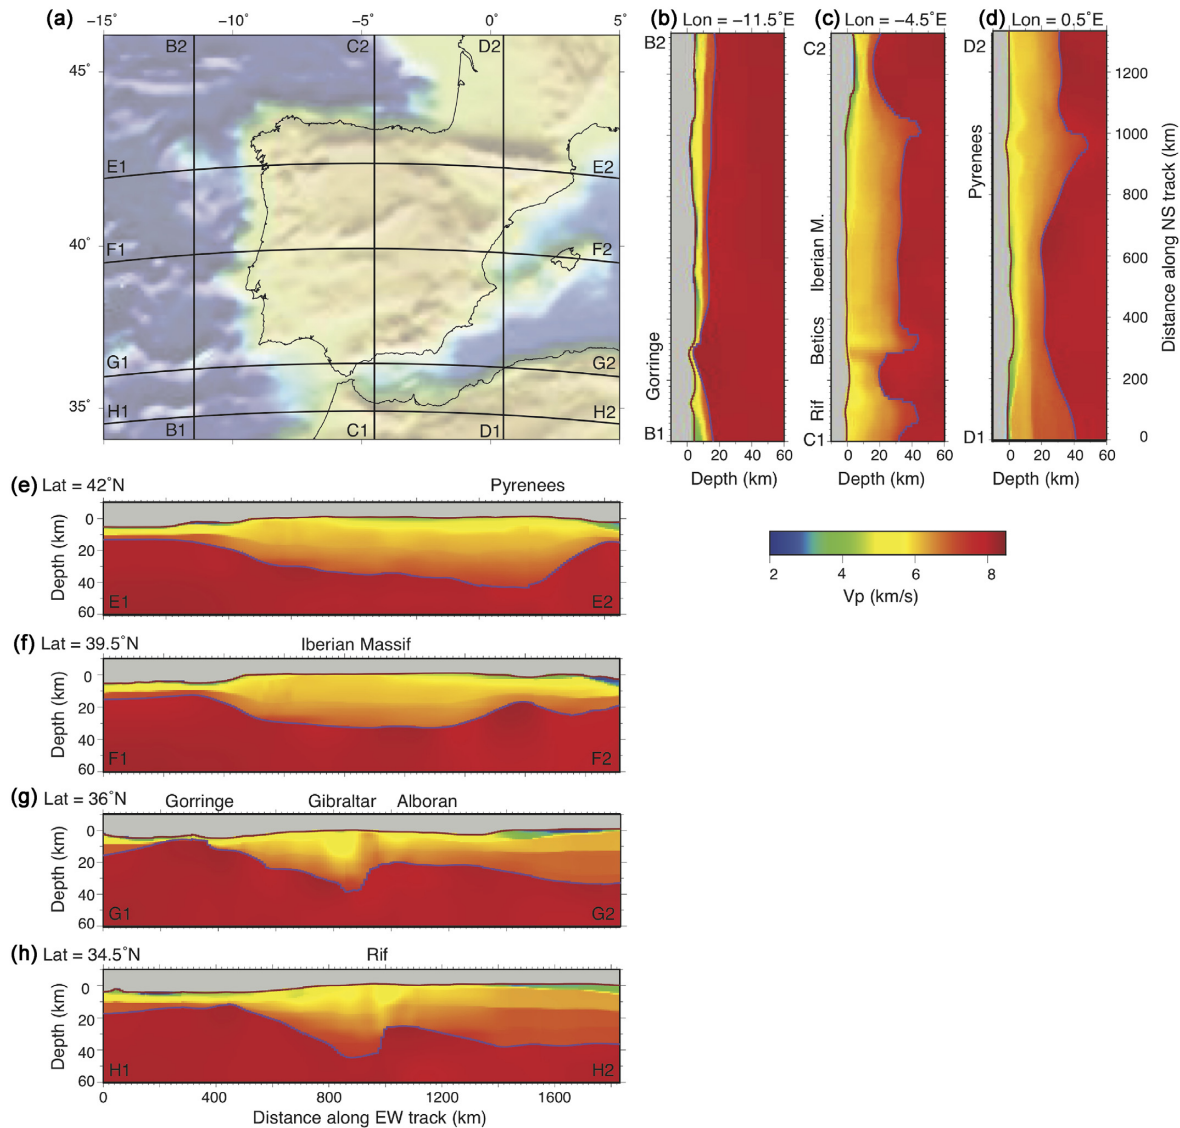 (a)
−15° −10° −5° 0° 5°
45°
40°
35°
B2 C2 D2
E1 E2
F1 F2
G1 G2
H1 H2
B1 C1 D1
(b) Lon = −11.5°E
B2
Gorringe
B1
0 20 40 60
Depth (km)
(c) Lon = −4.5°E
C2
Iberian M.
Betics
Rif
C1
0 20 40 60
Depth (km)
(d) Lon = 0.5°E
D2
Pyrenees
D1
0 20 40 60
Depth (km)
1200
1000
800
600
400
200
0
Distance along NS track (km)
(e) Lat = 42°N Pyrenees
0
20
40
60
Depth (km)
E1 E2
2 4 6 8
Vp (km/s)
(f) Lat = 39.5°N Iberian Massif
0
20
40
60
Depth (km)
F1 F2
(g) Lat = 36°N Gorringe Gibraltar Alboran
0
20
40
60
Depth (km)
G1 G2
(h) Lat = 34.5°N Rif
0
20
40
60
Depth (km)
H1 H2
0 400 800 1200 1600
Distance along EW track (km)